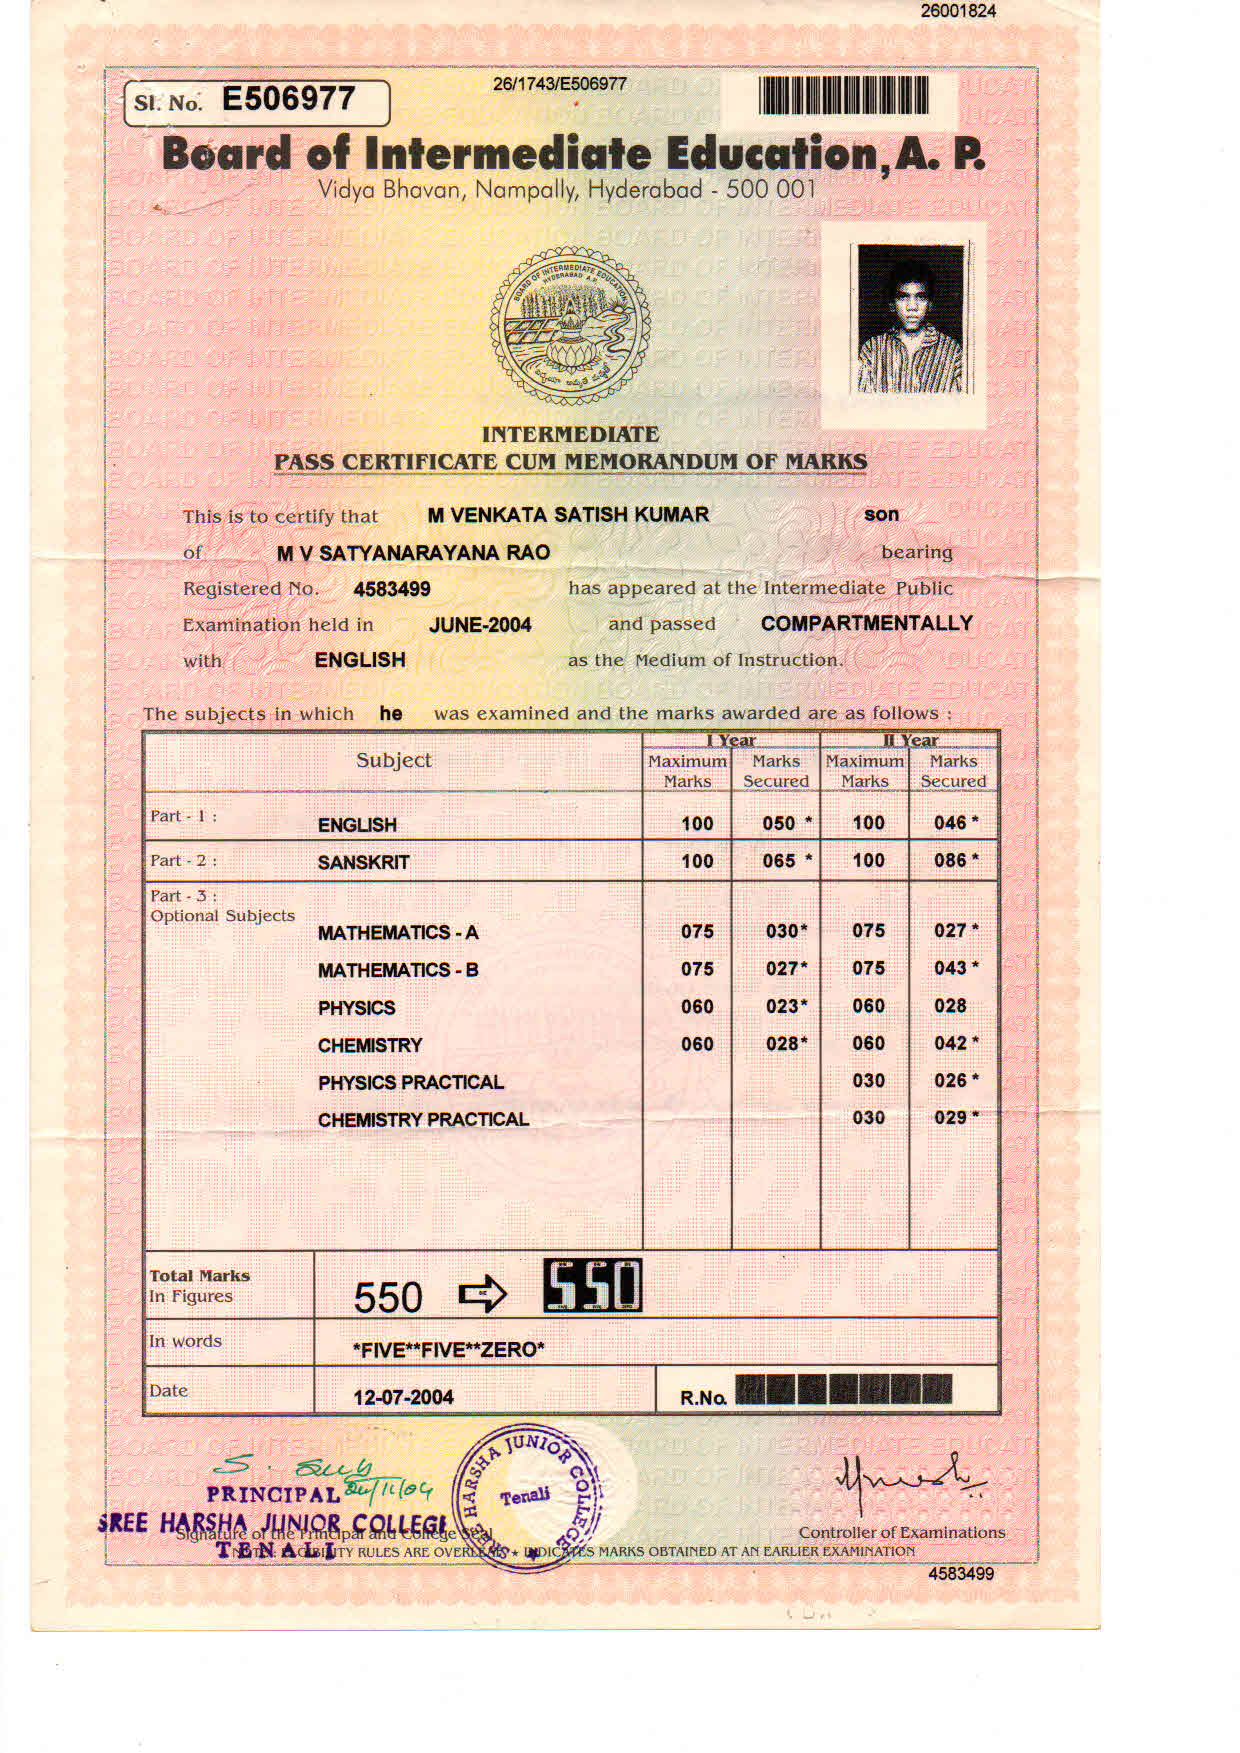 26001824
Sl. No. E506977
26/1743/E506977
Board of Intermediate Education, A. P.
Vidya Bhavan, Nampally, Hyderabad - 500 001
BOARD OF INTERMEDIATE EDUCATION
HYDERABAD A.P.
INTERMEDIATE
PASS CERTIFICATE CUM MEMORANDUM OF MARKS
This is to certify that M VENKATA SATISH KUMAR son
of M V SATYANARAYANA RAO bearing
Registered No. 4583499 has appeared at the Intermediate Public
Examination held in JUNE-2004 and passed COMPARTMENTALLY
with ENGLISH as the Medium of Instruction.
The subjects in which he was examined and the marks awarded are as follows :
Subject I Year II Year
Maximum Marks Marks Secured Maximum Marks Marks Secured
Part - 1 : ENGLISH 100 050 * 100 046 *
Part - 2 : SANSKRIT 100 065 * 100 086 *
Part - 3 :
Optional Subjects
MATHEMATICS - A 075 030* 075 027 *
MATHEMATICS - B 075 027* 075 043 *
PHYSICS 060 023* 060 028
CHEMISTRY 060 028* 060 042 *
PHYSICS PRACTICAL 030 026 *
CHEMISTRY PRACTICAL 030 029 *
Total Marks
In Figures 550 550
In words *FIVE**FIVE**ZERO*
Date 12-07-2004 R.No.
PRINCIPAL
SREE HARSHA JUNIOR COLLEGE
TENALI
SREE HARSHA JUNIOR COLLEGE
Tenali
Signature of the Principal and College Seal
Controller of Examinations
NOTE : ELIGIBILITY RULES ARE OVERLEAF ★ INDICATES MARKS OBTAINED AT AN EARLIER EXAMINATION
4583499